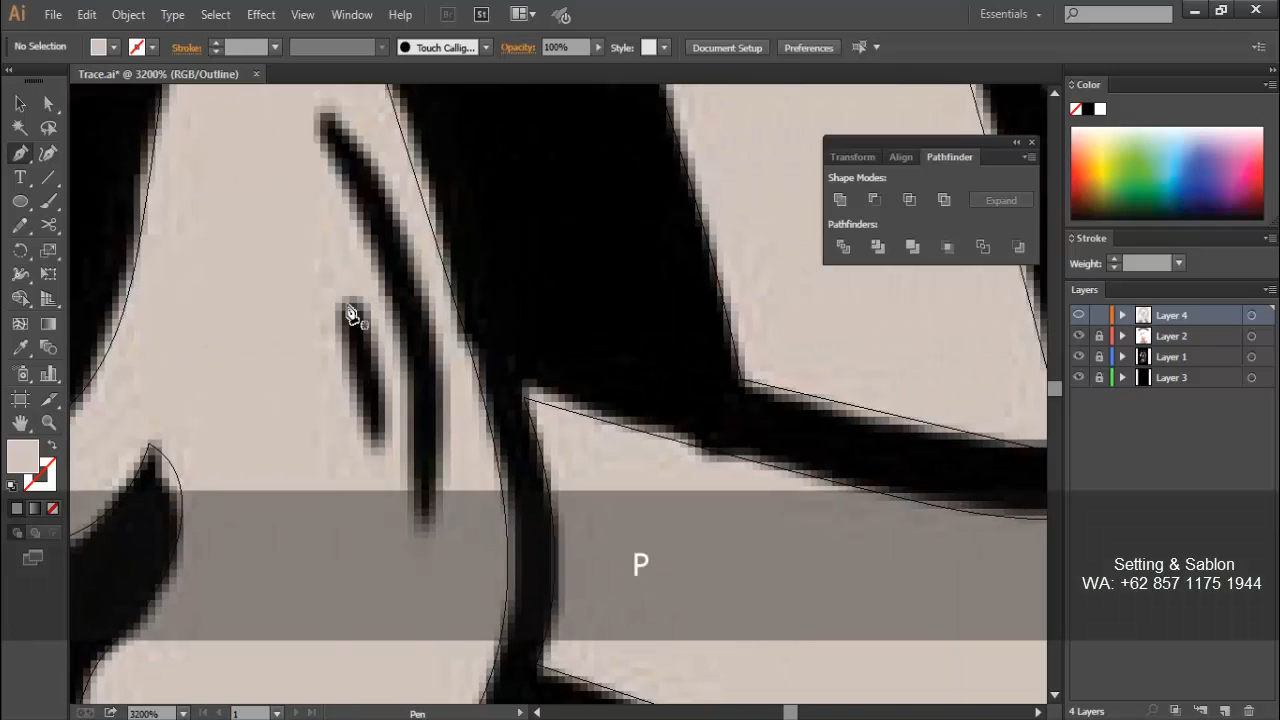 Ai File Edit Object Type Select Effect View Window Help Br St Essentials
No Selection Stroke: Touch Callig... Opacity: 100% Style: Document Setup Preferences
Trace.ai* @ 3200% (RGB/Outline) ×
Color
Transform Align Pathfinder
Shape Modes:
Expand
Pathfinders:
Stroke
Weight:
Layers
Layer 4
Layer 2
Layer 1
Layer 3
P
Setting & Sablon
WA: +62 857 1175 1944
3200% 1 Pen 4 Layers